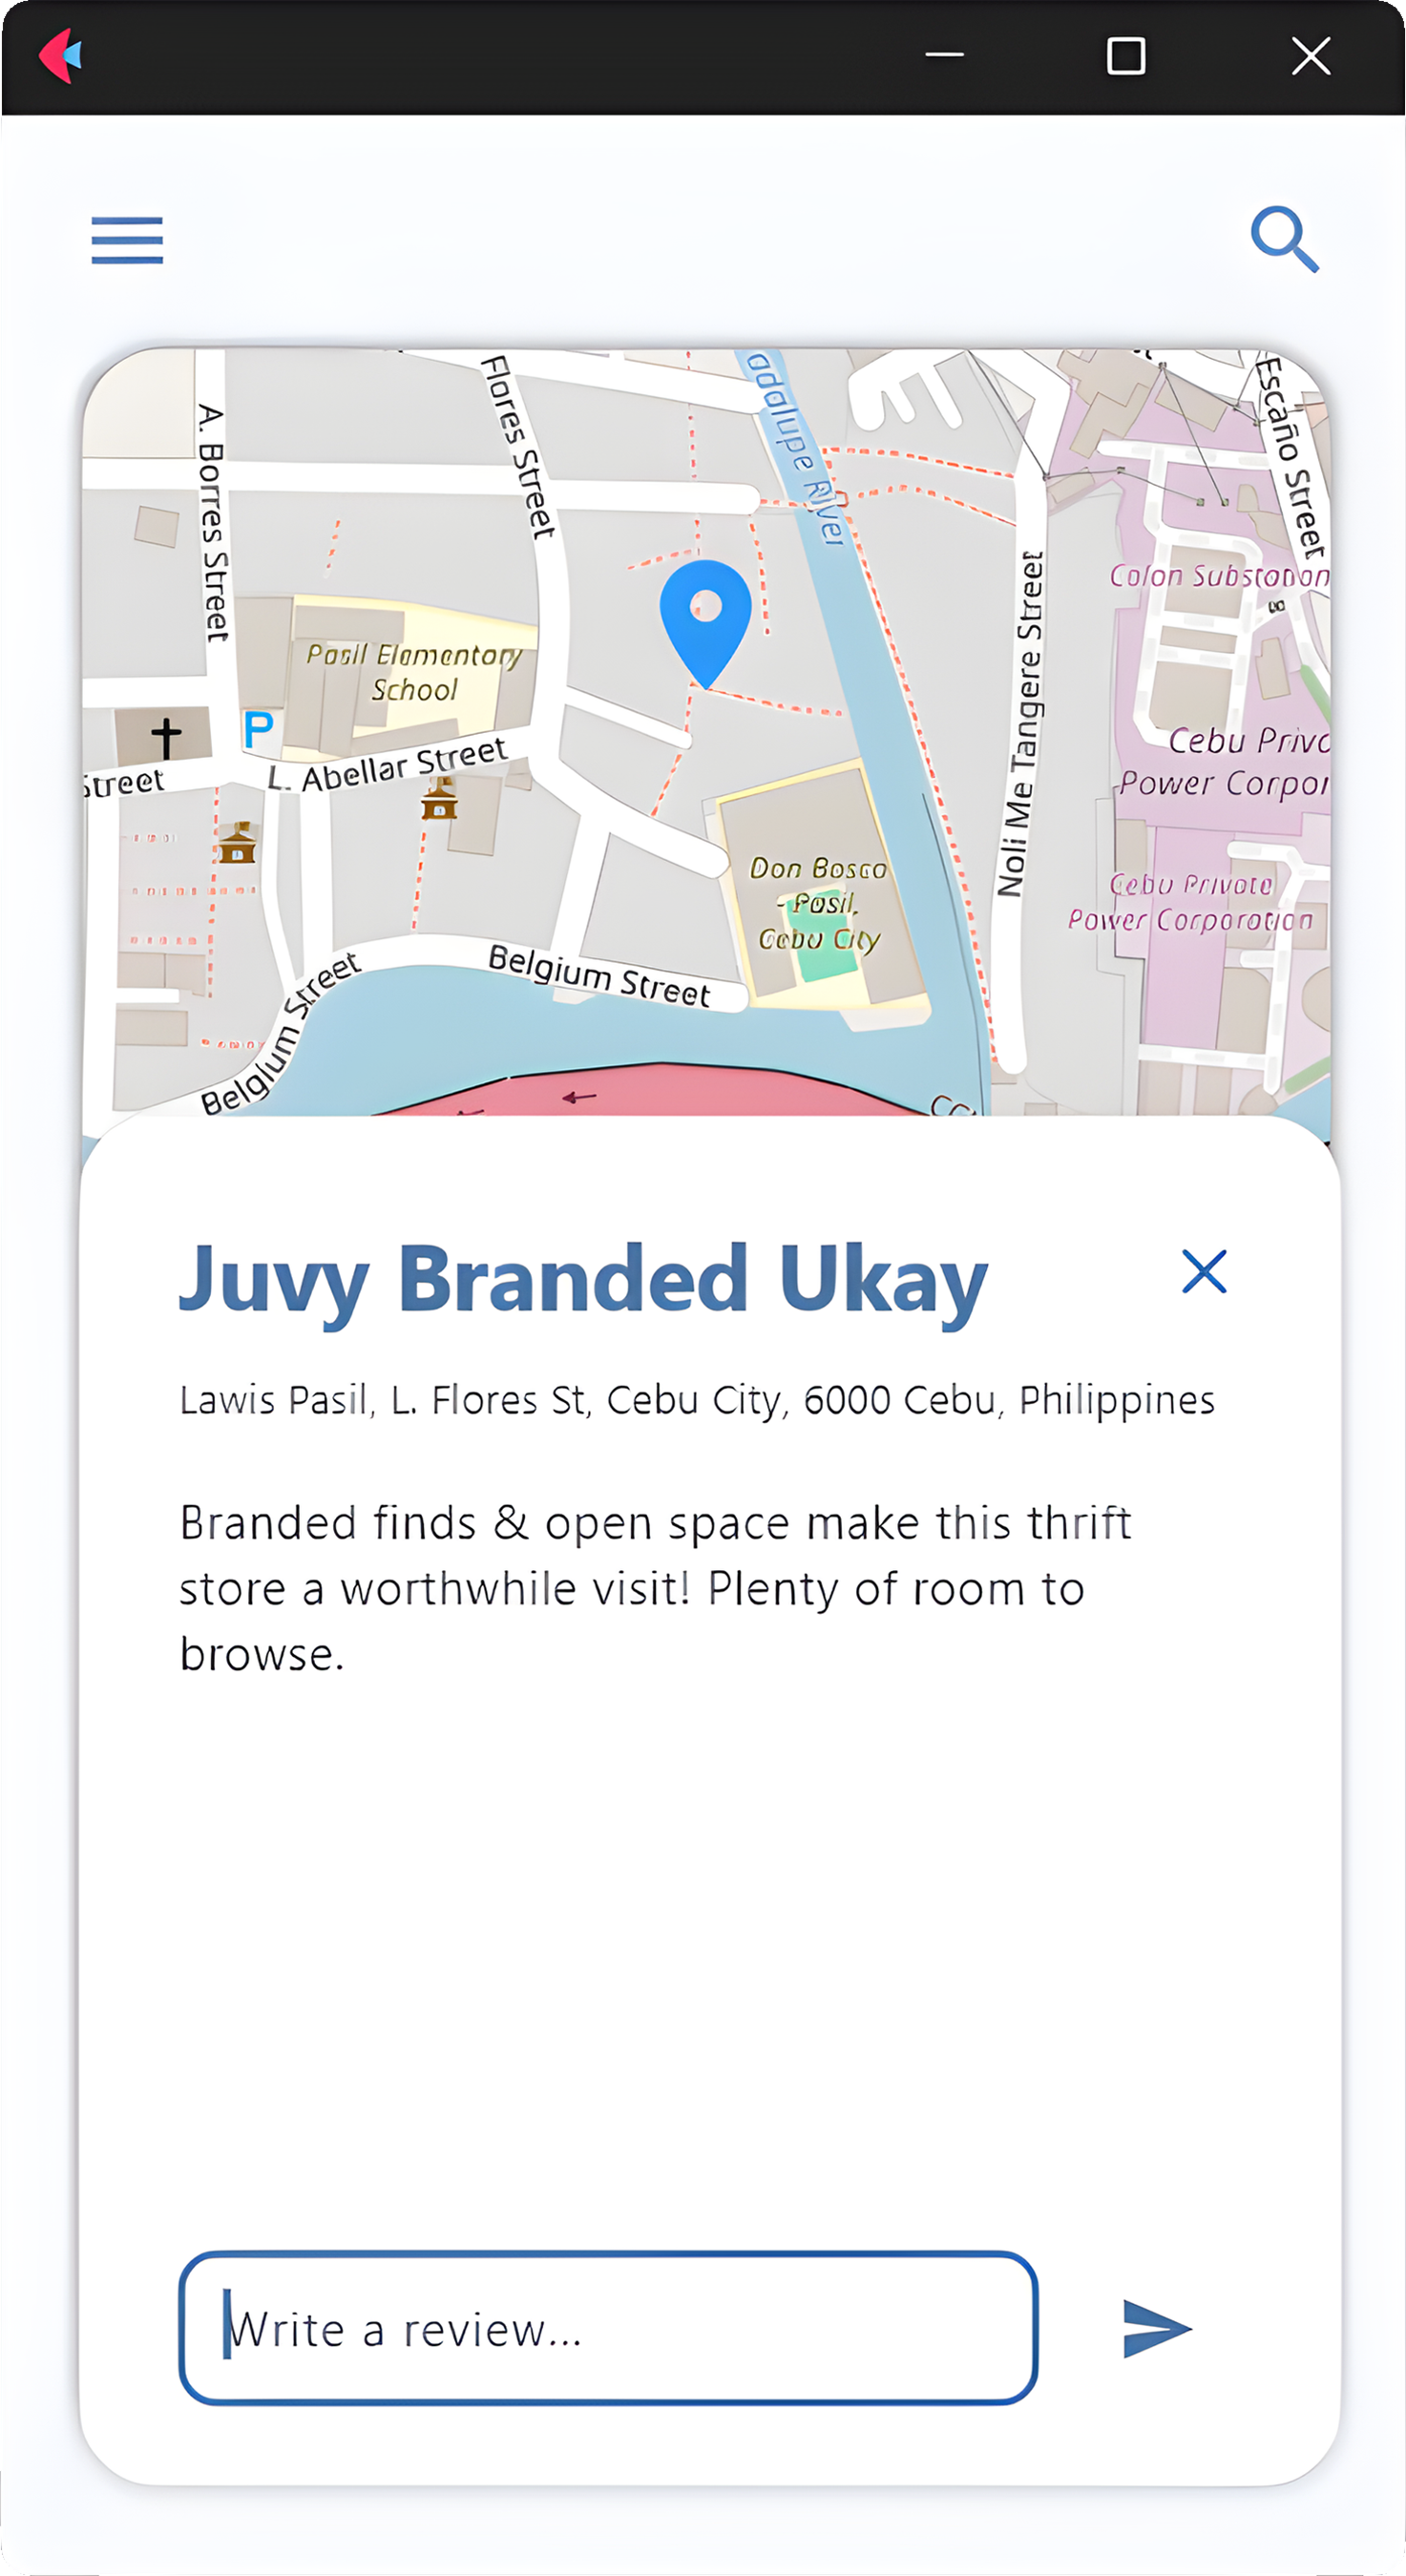 adalupe River
Flores Street
A. Borres Street
Escaño Street
Colon Substation
Noli Me Tangere Street
Pasil Elementary
School
P
Cebu Priva
Power Corpor
L. Abellar Street
Street
Don Bosco
- Pasil,
Cebu City
Cebu Private
Power Corporation
Belgium Street
Belgium Street
Juvy Branded Ukay
Lawis Pasil, L. Flores St, Cebu City, 6000 Cebu, Philippines
Branded finds & open space make this thrift
store a worthwhile visit! Plenty of room to
browse.
Write a review...